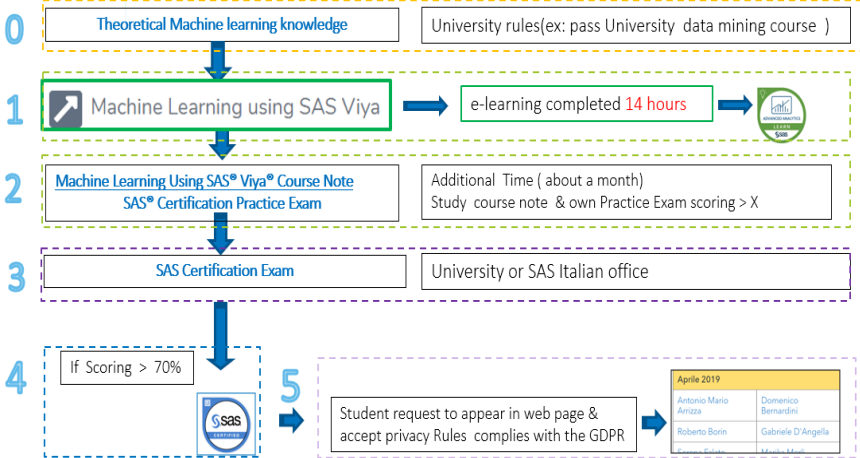 0
Theoretical Machine learning knowledge
University rules(ex: pass University data mining course )
1
Machine Learning using SAS Viya
e-learning completed 14 hours
ADVANCED ANALYTICS
LEARN
sas
2
Machine Learning Using SAS® Viya® Course Note
SAS® Certification Practice Exam
Additional Time ( about a month)
Study course note & own Practice Exam scoring > X
3
SAS Certification Exam
University or SAS Italian office
4
If Scoring > 70%
sas
CERTIFIED
5
Student request to appear in web page &
accept privacy Rules complies with the GDPR
Aprile 2019
Antonio Mario
Arrizza
Domenico
Bernardini
Roberto Borin
Gabriele D'Angella